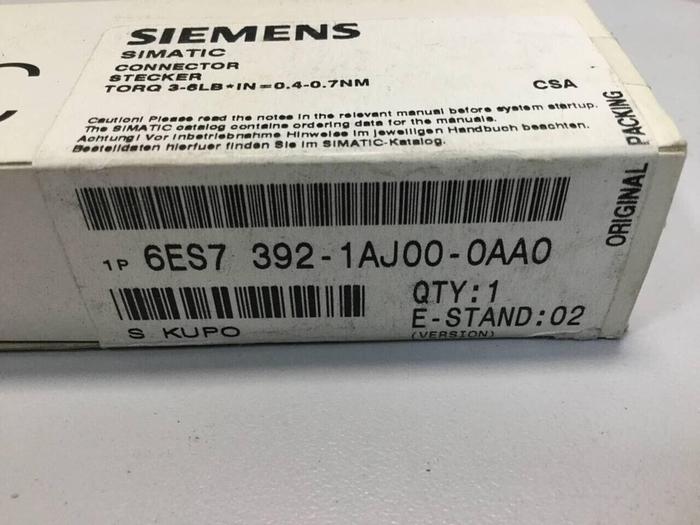 SIEMENS
SIMATIC
CONNECTOR
STECKER
TORQ 3-6LB*IN=0.4-0.7NM
CSA
Caution! Please read the notes in the relevant manual before system startup.
The SIMATIC catalog contains ordering data for the manuals.
Achtung! Vor Inbetriebnahme Hinweise im jeweiligen Handbuch beachten.
Bestelldaten hierfuer finden Sie im SIMATIC-Katalog.
ORIGINAL PACKING
1P 6ES7 392-1AJ00-0AA0
QTY:1
S KUPO
E-STAND:02
(VERSION)